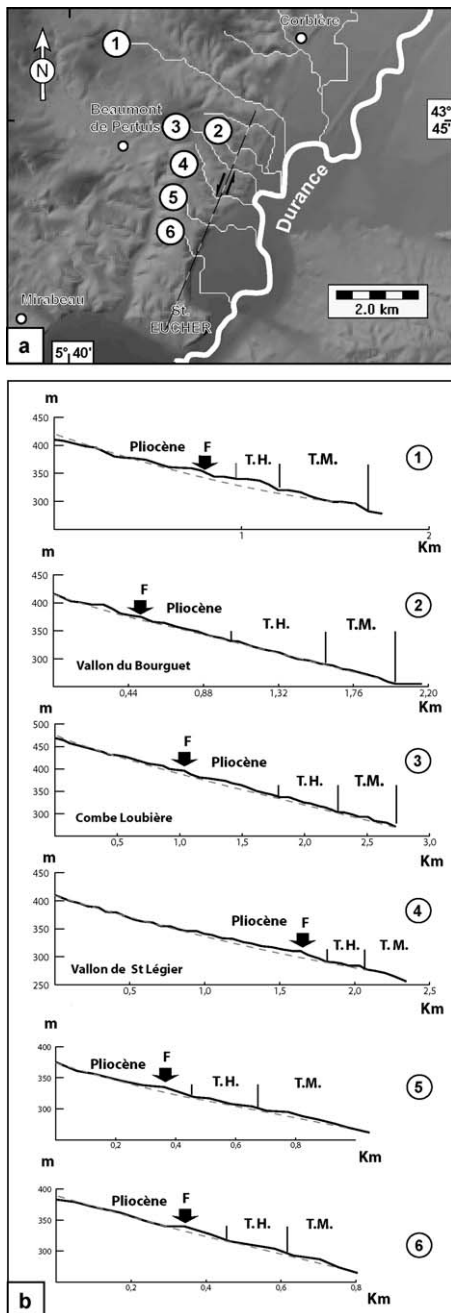 Corbière
1
N
Beaumont
de Pertuis
3
2
43°
45'
4
5
Durance
6
2.0 km
Mirabeau
St.
EUCHER
a
5° 40'
m
450
400
350
300
Pliocène
F
T.H.
T.M.
1
1
2
Km
m
450
400
350
300
F
Pliocène
T.H.
T.M.
2
Vallon du Bourguet
0,44
0,88
1,32
1,76
2,20
Km
m
500
450
400
350
300
F
Pliocène
T.H.
T.M.
3
Combe Loubière
0,5
1,0
1,5
2,0
2,5
3,0
Km
m
450
400
350
300
250
Pliocène
F
T.H.
T. M.
4
Vallon de St Légier
0,5
1,0
1,5
2,0
2,5
Km
m
400
350
300
Pliocène
F
T.H.
T.M.
5
0,2
0,4
0,6
0,8
Km
m
400
350
300
Pliocène
F
T.H.
T.M.
6
0,2
0,4
0,6
0,8
Km
b